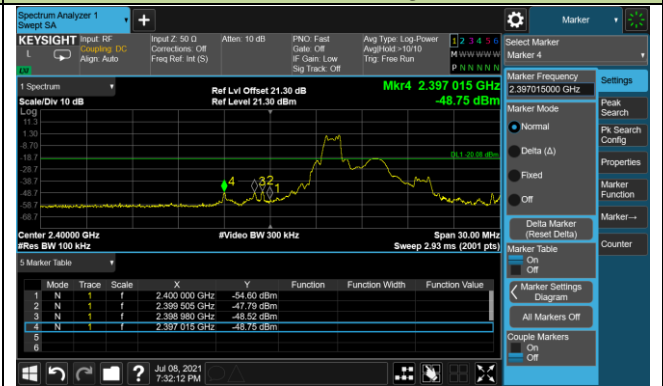 Spectrum Analyzer 1
Swept SA
Marker
KEYSIGHT
L
Input: RF
Coupling: DC
Align: Auto
Input Z: 50 Ω
Corrections: Off
Freq Ref: Int (S)
Atten: 10 dB
PNO: Fast
Gate: Off
IF Gain: Low
Sig Track: Off
Avg Type: Log-Power
Avg|Hold:>10/10
Trig: Free Run
1 2 3 4 5 6
M W W W W W
P N N N N N
Select Marker
Marker 4
1 Spectrum
Scale/Div 10 dB
Ref Lvl Offset 21.30 dB
Ref Level 21.30 dBm
Mkr4 2.397 015 GHz
-48.75 dBm
Log
11.3
1.30
-8.70
-18.7
-28.7
-38.7
-48.7
-58.7
-68.7
DL1 -20.08 dBm
4
3
2
1
Center 2.40000 GHz
#Res BW 100 kHz
#Video BW 300 kHz
Span 30.00 MHz
Sweep 2.93 ms (2001 pts)
5 Marker Table
Mode Trace Scale X Y Function Function Width Function Value
1 N 1 f 2.400 000 GHz -54.60 dBm
2 N 1 f 2.399 505 GHz -47.79 dBm
3 N 1 f 2.398 980 GHz -48.52 dBm
4 N 1 f 2.397 015 GHz -48.75 dBm
5
6
Marker Frequency
2.397015000 GHz
Marker Mode
Normal
Delta (Δ)
Fixed
Off
Delta Marker
(Reset Delta)
Marker Table
On
Off
Marker Settings
Diagram
All Markers Off
Couple Markers
On
Off
Settings
Peak
Search
Pk Search
Config
Properties
Marker
Function
Marker→
Counter
Jul 08, 2021
7:32:12 PM